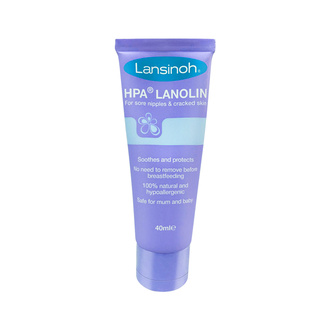 Lansinoh®
HPA® LANOLIN
For sore nipples & cracked skin
Soothes and protects
No need to remove before
breastfeeding
100% natural and
hypoallergenic
Safe for mum and baby
40ml℮